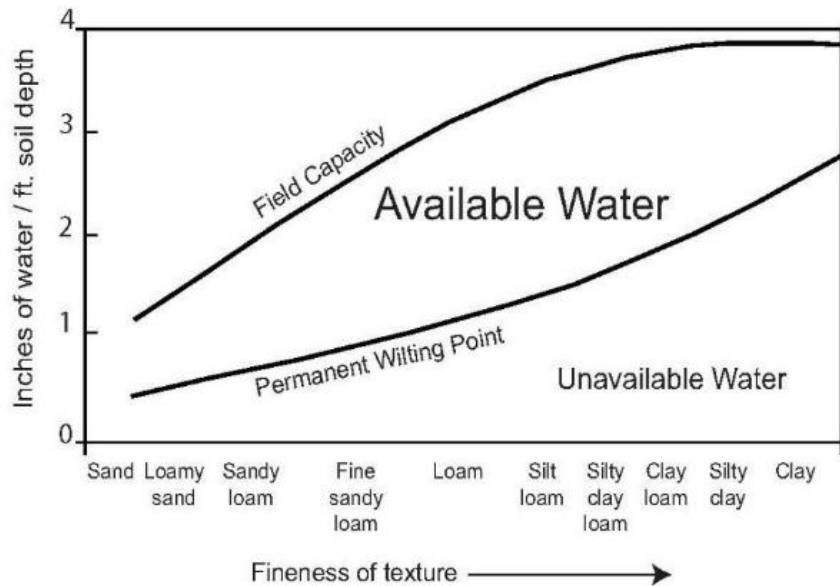 4
3
2
1
0
Inches of water / ft. soil depth
Field Capacity
Available Water
Permanent Wilting Point
Unavailable Water
Sand
Loamy
sand
Sandy
loam
Fine
sandy
loam
Loam
Silt
loam
Silty
clay
loam
Clay
loam
Silty
clay
Clay
Fineness of texture